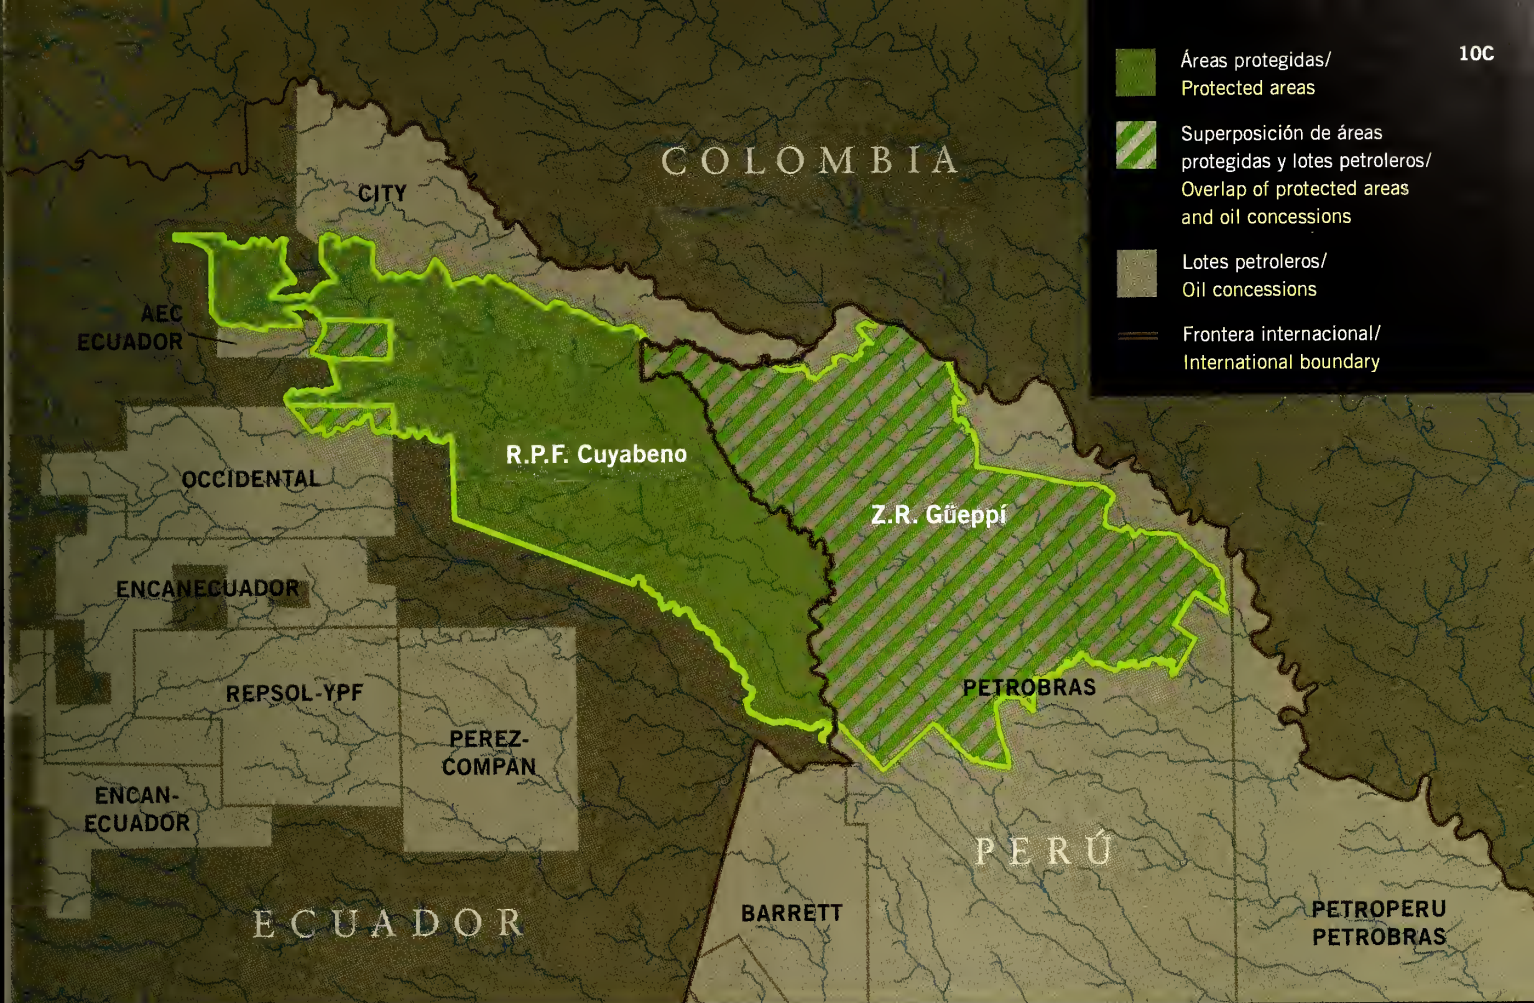 10C
Áreas protegidas/
Protected areas
Superposición de áreas
protegidas y lotes petroleros/
Overlap of protected areas
and oil concessions
Lotes petroleros/
Oil concessions
Frontera internacional/
International boundary
COLOMBIA
CITY
AEC
ECUADOR
R.P.F. Cuyabeno
OCCIDENTAL
Z.R. Güeppí
ENCANECUADOR
REPSOL-YPF
PETROBRAS
PEREZ-
COMPAN
ENCAN-
ECUADOR
PERÚ
ECUADOR
BARRETT
PETROPERU
PETROBRAS